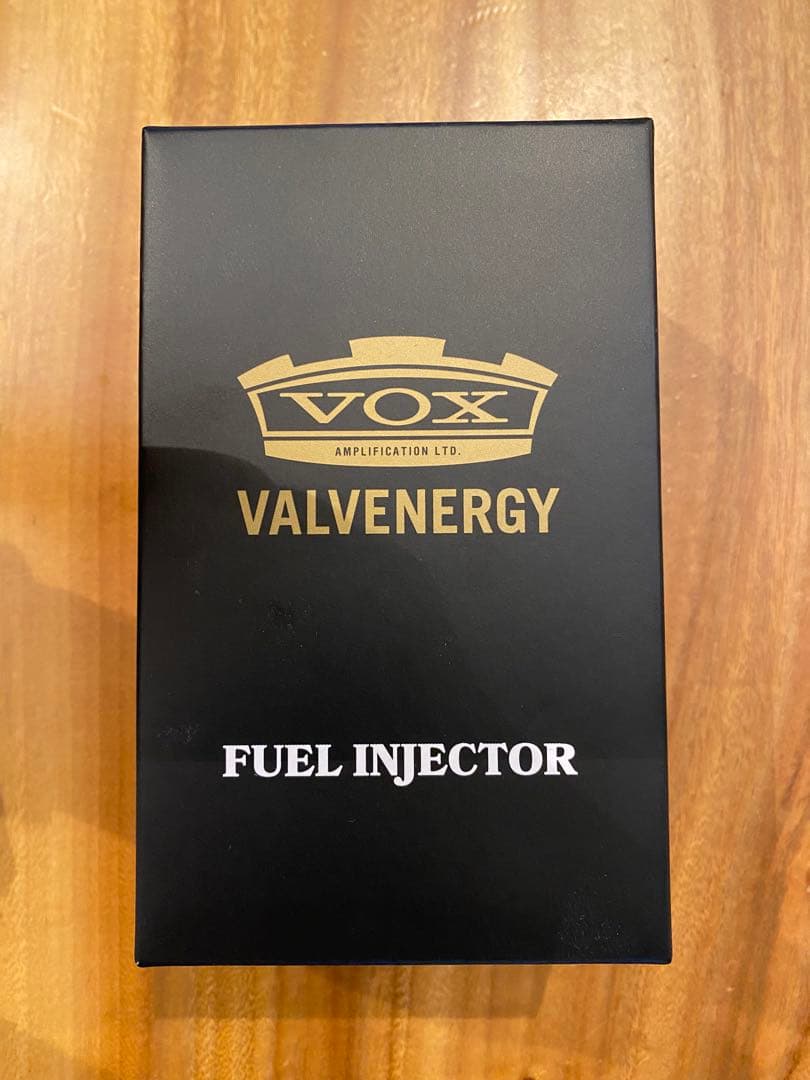 VOX
AMPLIFICATION LTD.
VALVENERGY
FUEL INJECTOR